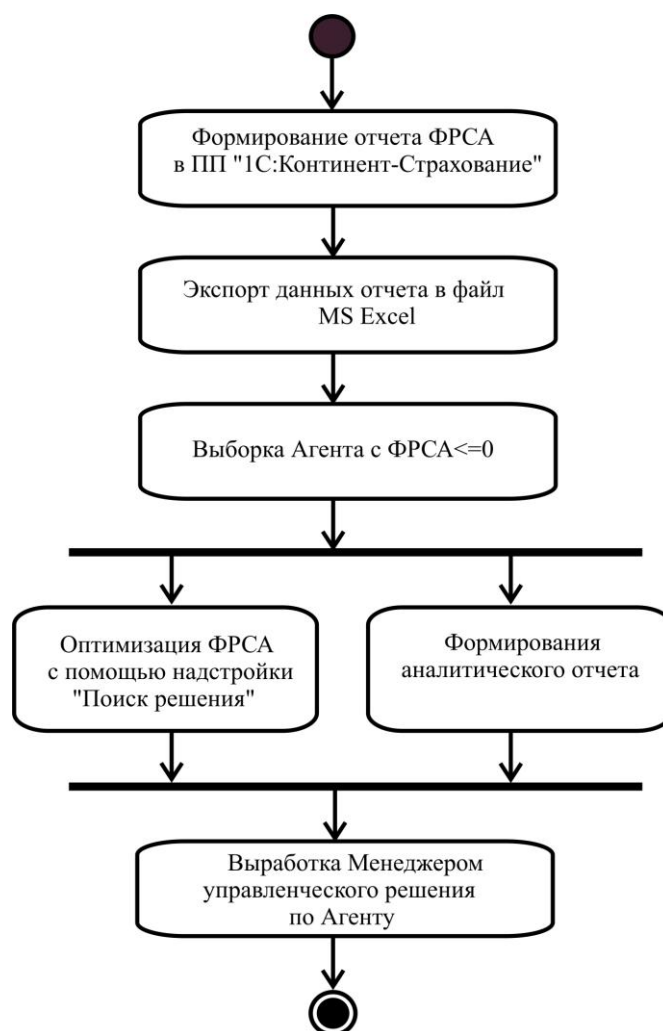 Формирование отчета ФРСА
в ПП "1С:Континент-Страхование"
Экспорт данных отчета в файл
MS Excel
Выборка Агента с ФРСА<=0
Оптимизация ФРСА
с помощью надстройки
"Поиск решения"
Формирования
аналитического отчета
Выработка Менеджером
управленческого решения
по Агенту